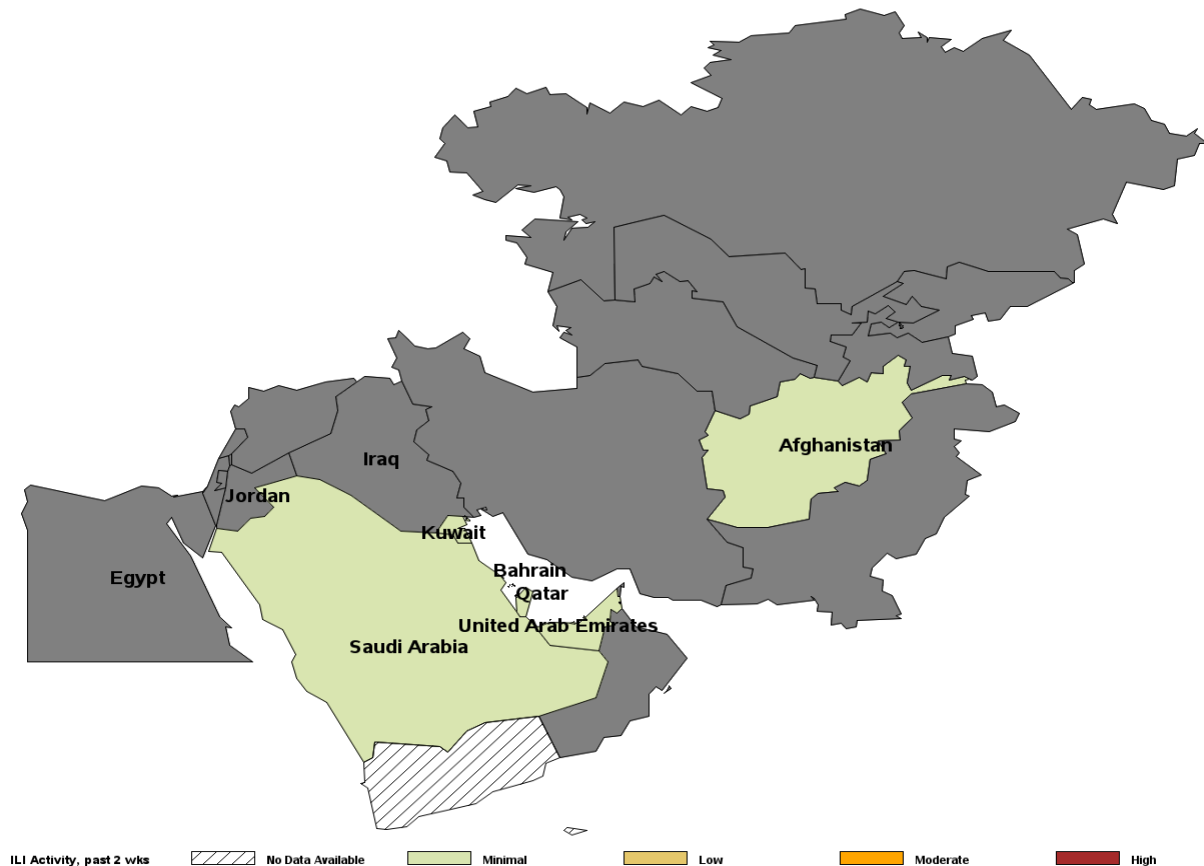 Afghanistan
Iraq
Jordan
Kuwait
Bahrain
Egypt
Qatar
United Arab Emirates
Saudi Arabia
ILI Activity, past 2 wks No Data Available Minimal Low Moderate High